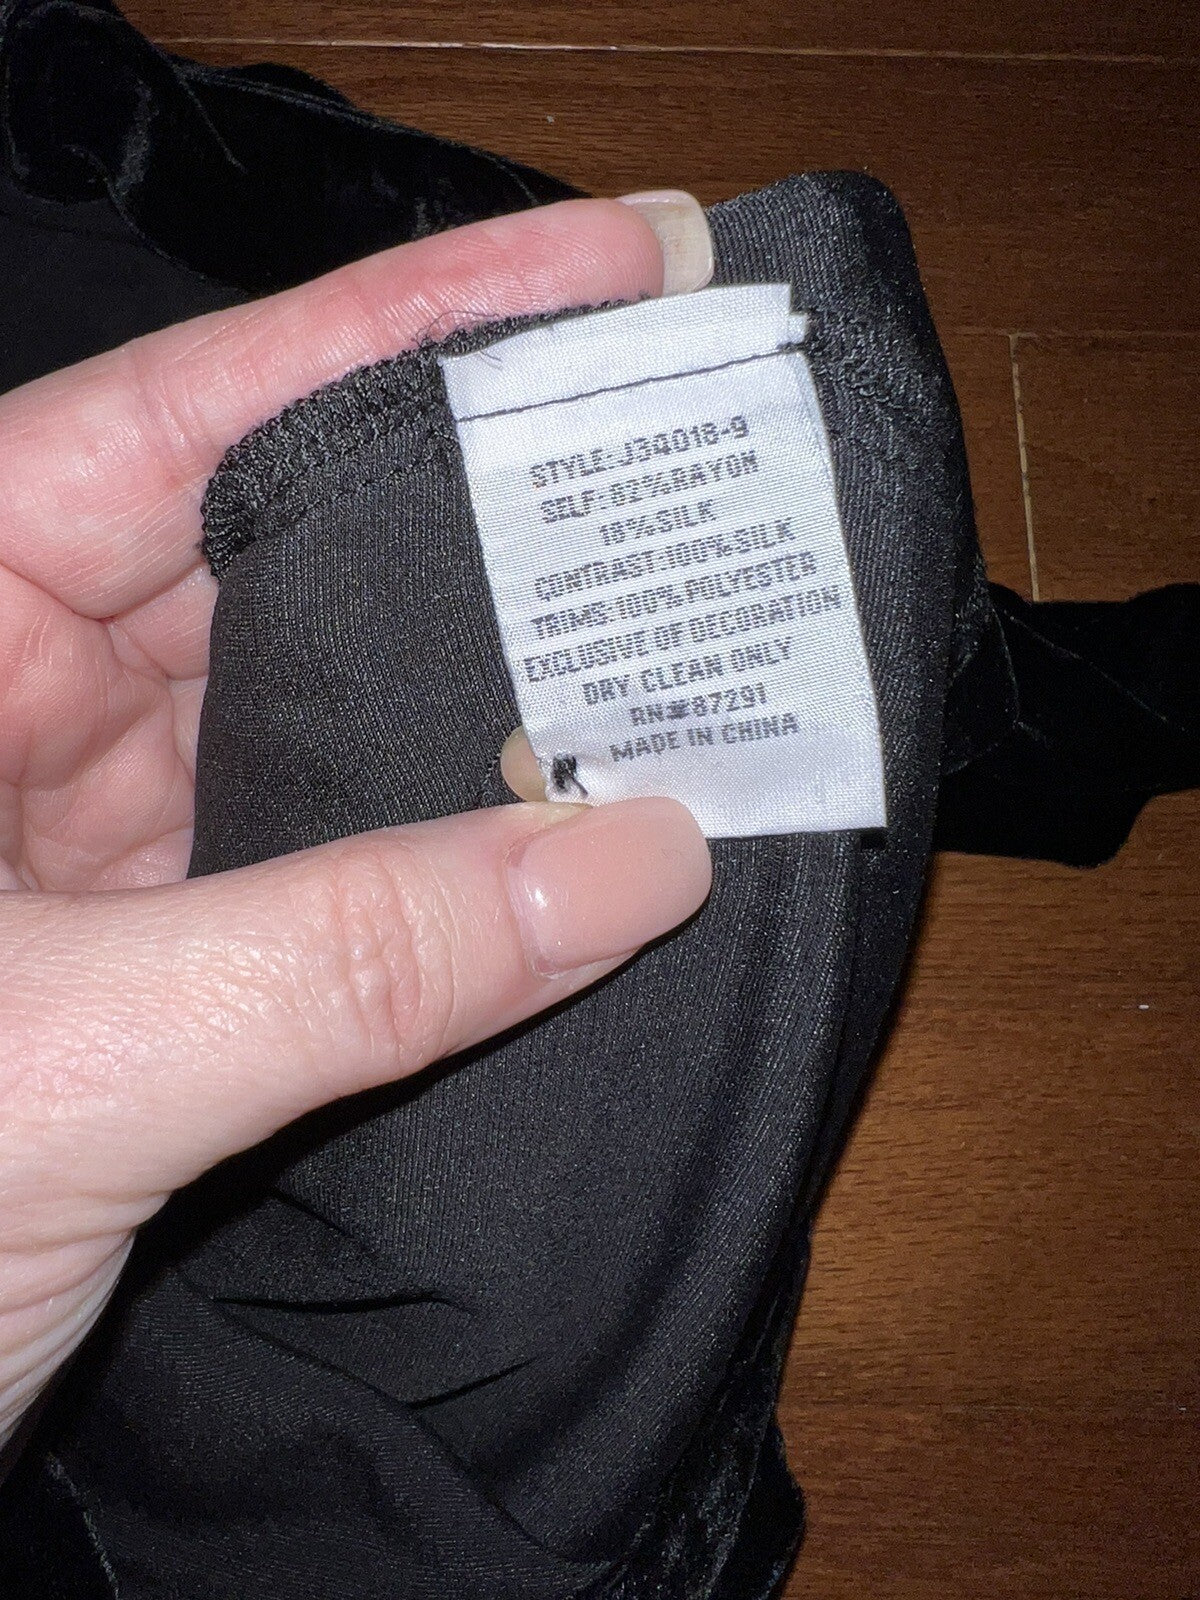 STYLE:J3Q018-9
SELF:82%RAYON
18%SILK
CONTRAST:100%SILK
TRIMS:100%POLYESTER
EXCLUSIVE OF DECORATION
DRY CLEAN ONLY
RN#87291
MADE IN CHINA